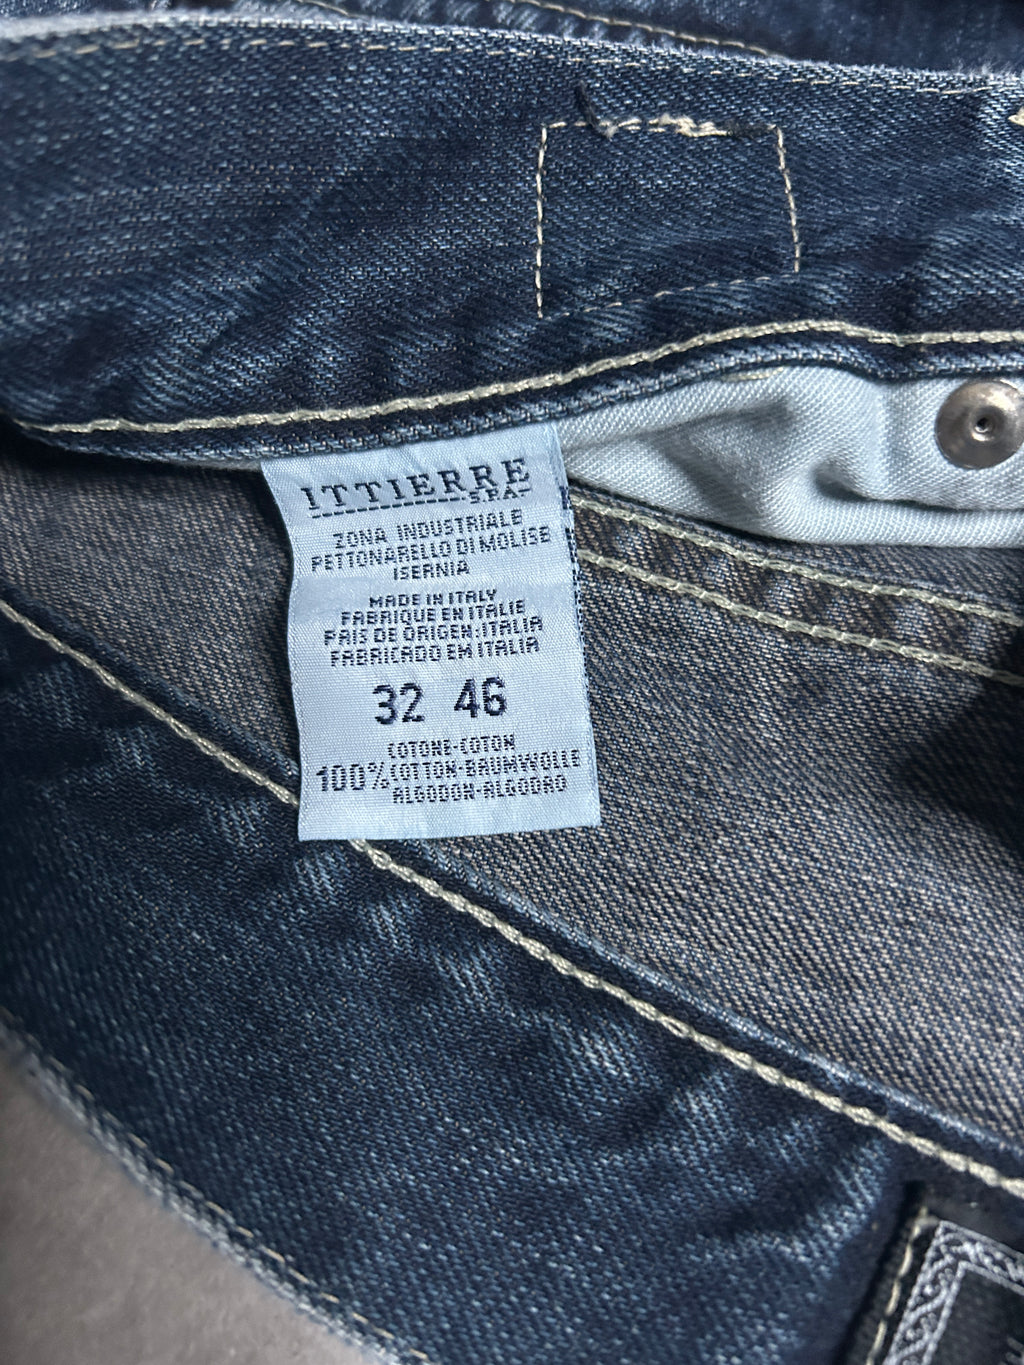 ITTIERRE
S.P.A.
ZONA INDUSTRIALE
PETTONARELLO DI MOLISE
ISERNIA
MADE IN ITALY
FABRIQUE EN ITALIE
PAIS DE ORIGEN:ITALIA
FABRICADO EM ITALIA
32 46
COTONE-COTON
100% COTTON-BAUMWOLLE
ALGODON-ALGODAO